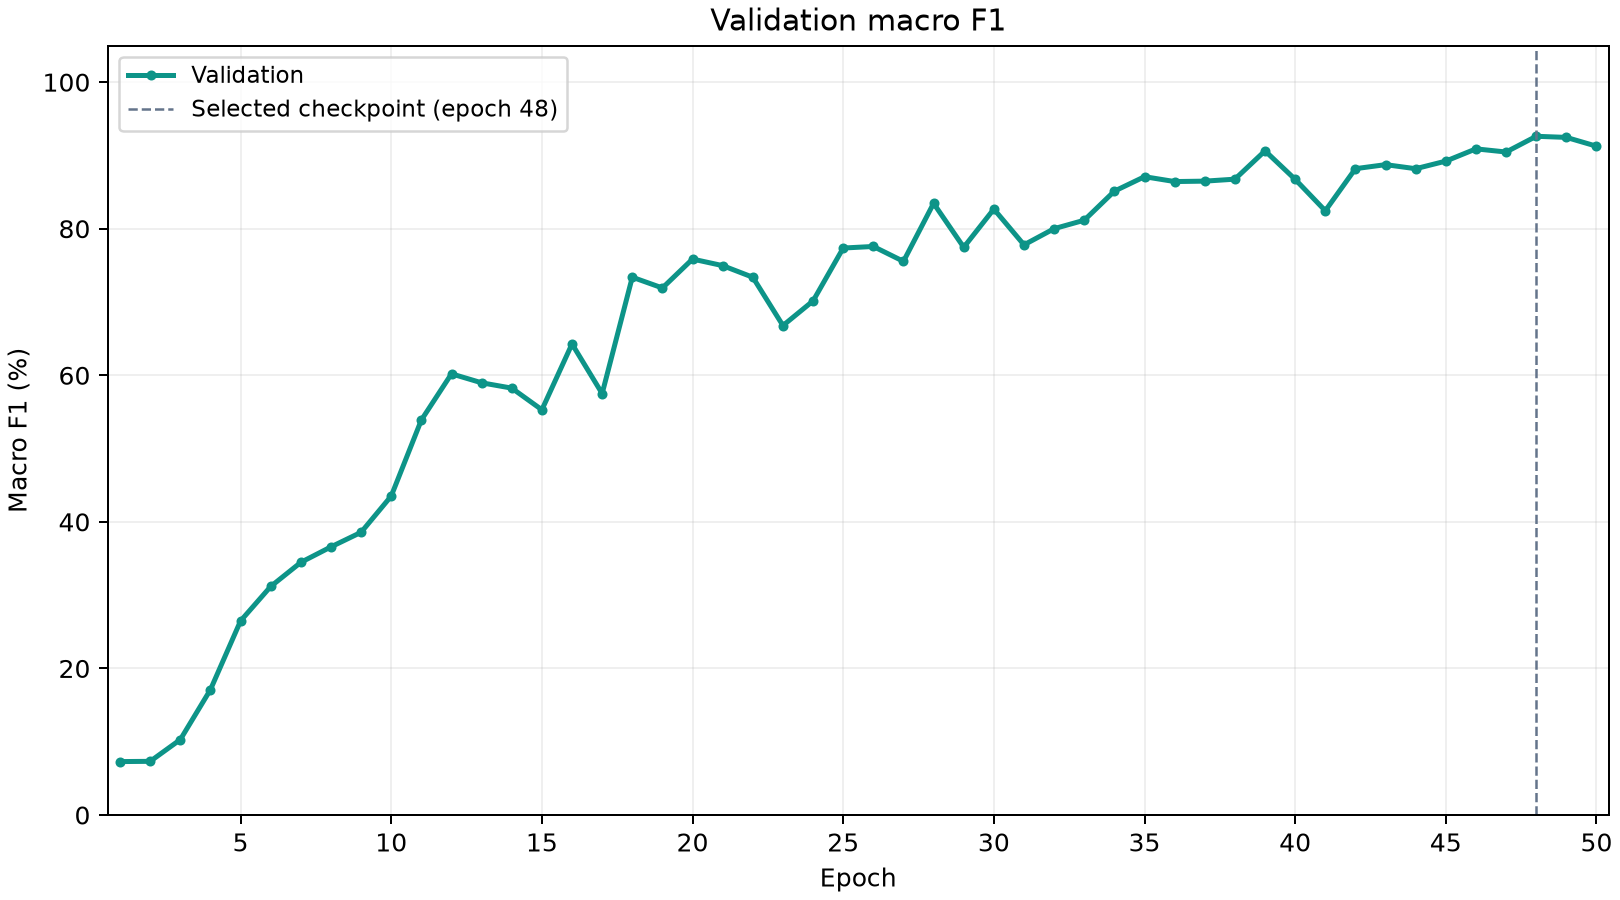 Validation macro F1
Validation
Selected checkpoint (epoch 48)
Macro F1 (%)
100
80
60
40
20
0
5 10 15 20 25 30 35 40 45 50
Epoch